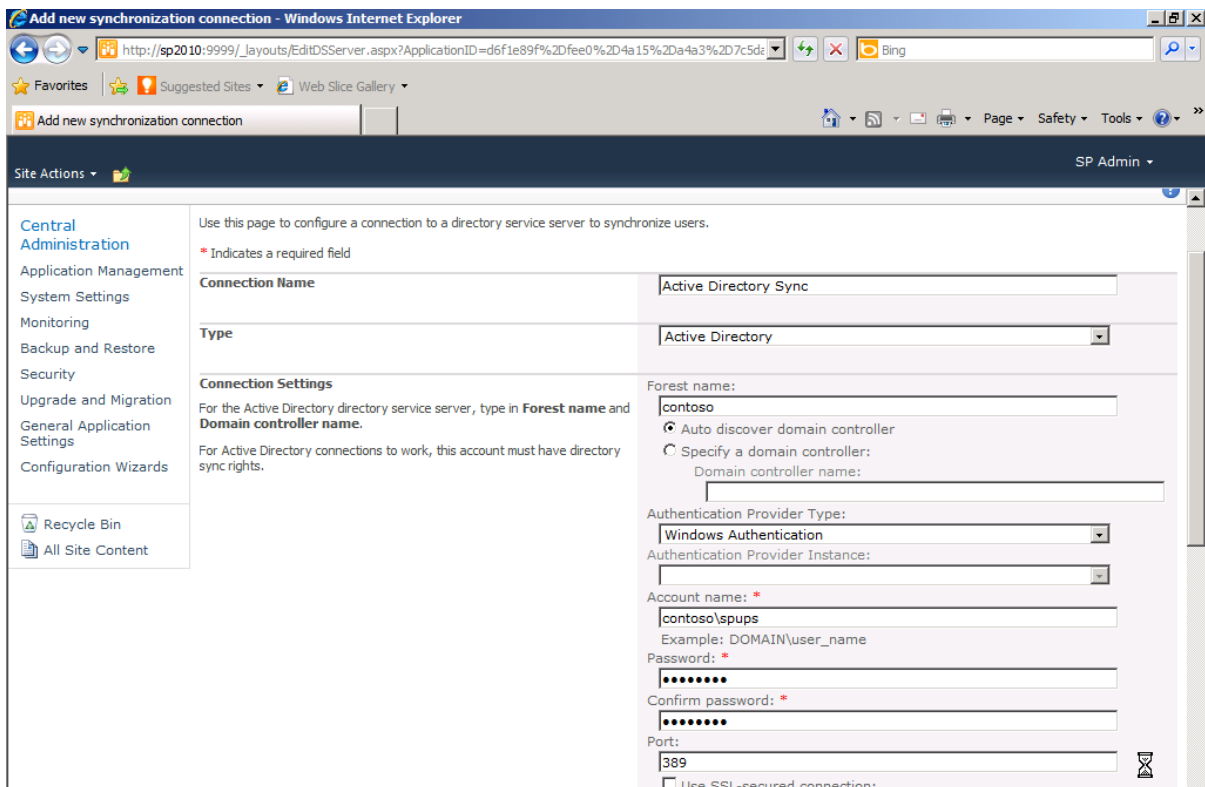 Add new synchronization connection - Windows Internet Explorer
http://sp2010:9999/_layouts/EditDSServer.aspx?ApplicationID=d6f1e89f%2Dfee0%2D4a15%2Da4a3%2D7c5da
Bing
Favorites Suggested Sites Web Slice Gallery
Add new synchronization connection Page Safety Tools
SP Admin
Site Actions
Central Administration
Application Management
System Settings
Monitoring
Backup and Restore
Security
Upgrade and Migration
General Application Settings
Configuration Wizards
Recycle Bin
All Site Content
Use this page to configure a connection to a directory service server to synchronize users.
* Indicates a required field
Connection Name
Active Directory Sync
Type
Active Directory
Connection Settings
For the Active Directory directory service server, type in Forest name and
Domain controller name.
For Active Directory connections to work, this account must have directory
sync rights.
Forest name:
contoso
Auto discover domain controller
Specify a domain controller:
Domain controller name:
Authentication Provider Type:
Windows Authentication
Authentication Provider Instance:
Account name: *
contoso\spups
Example: DOMAIN\user_name
Password: *
••••••••
Confirm password: *
••••••••
Port:
389
Use SSL-secured connection: